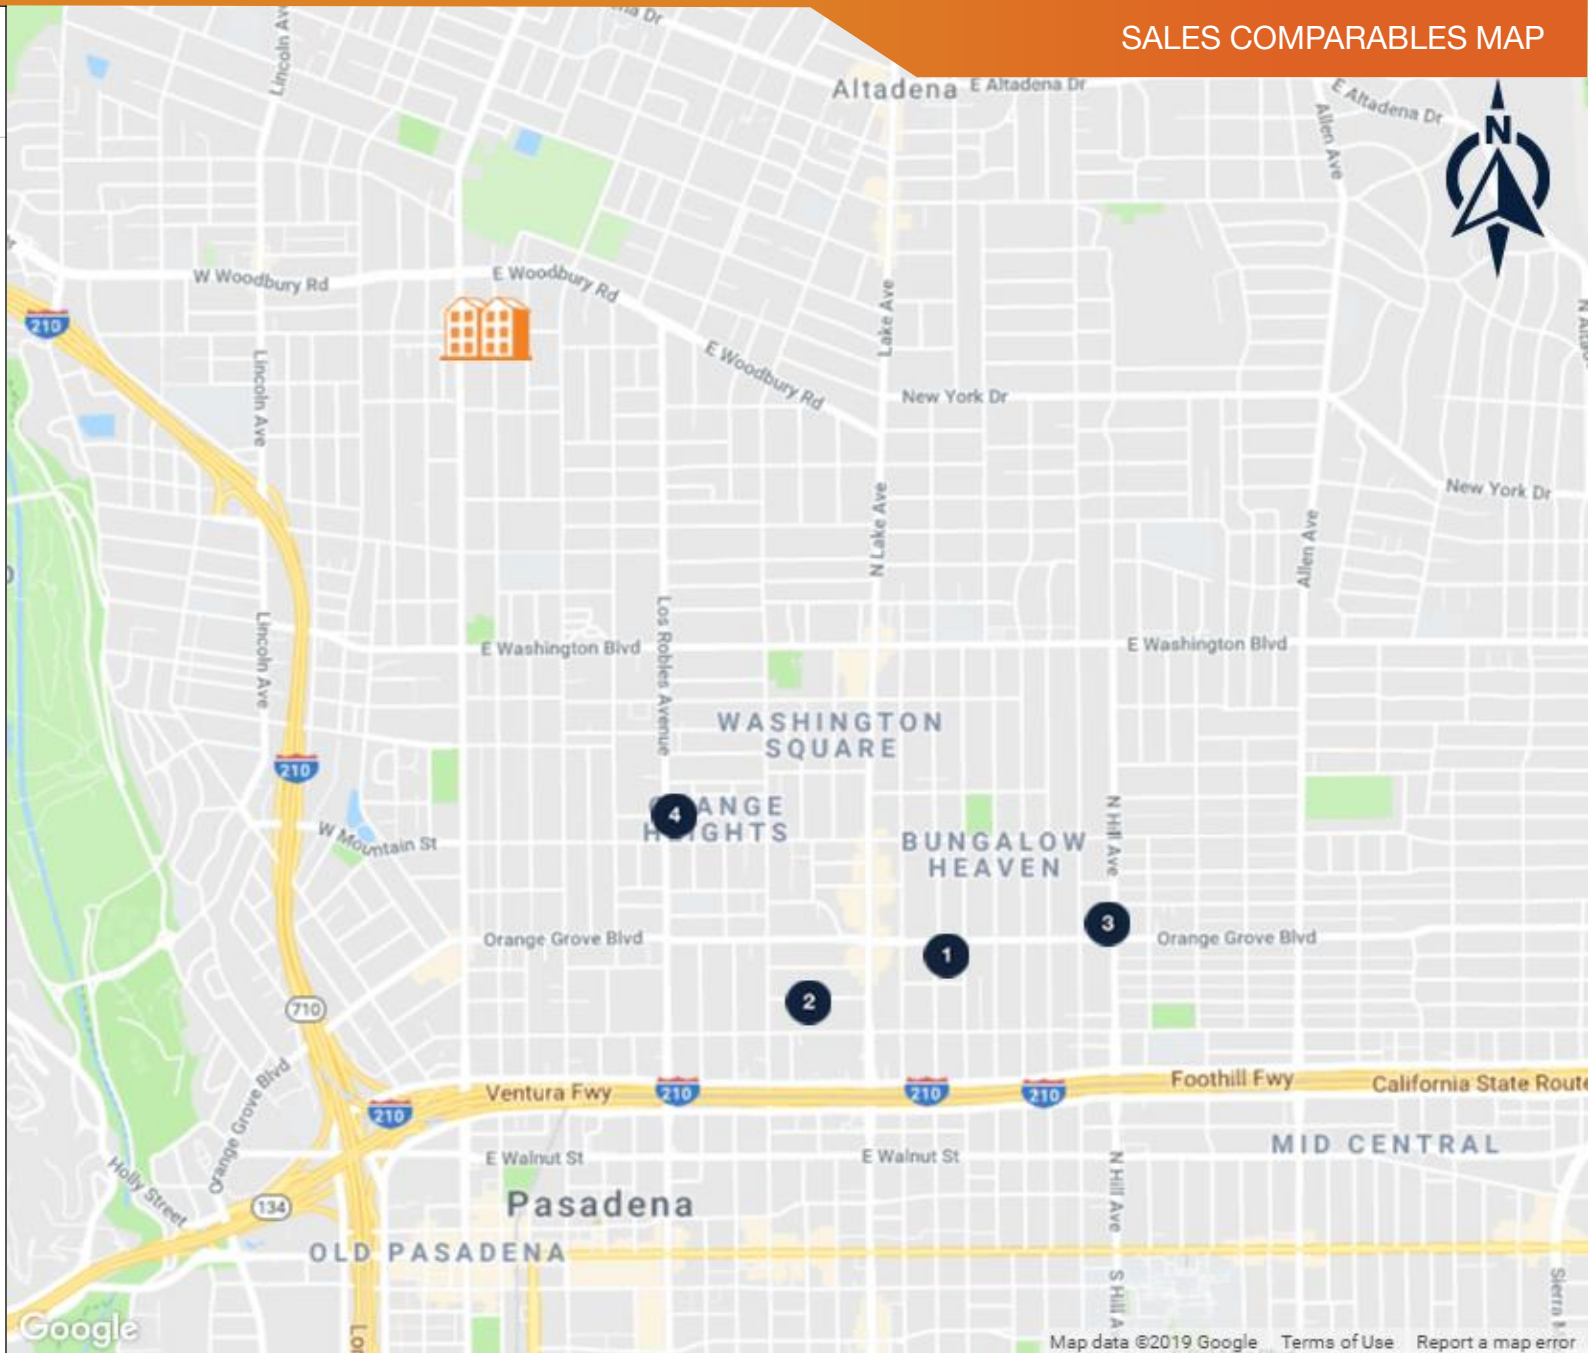 SALES COMPARABLES MAP
Lincoln Ave
Altadena
E Altadena Dr
E Altadena Dr
Allen Ave
N
W Woodbury Rd
E Woodbury Rd
210
Lake Ave
E Woodbury Rd
New York Dr
Lincoln Ave
New York Dr
N Lake Ave
Allen Ave
Los Robles Avenue
Lincoln Ave
E Washington Blvd
E Washington Blvd
WASHINGTON
SQUARE
210
4
ANGE
H IGHTS
N Hill Ave
W Mountain St
BUNGALOW
HEAVEN
3
Orange Grove Blvd
Orange Grove Blvd
1
2
710
Orange Grove Blvd
Ventura Fwy
210
210
210
210
Foothill Fwy
California State Route
MID CENTRAL
E Walnut St
E Walnut St
N Hill Ave
Holly Street
134
Pasadena
OLD PASADENA
S Hill A
Sierra
Google
Map data ©2019 Google
Terms of Use
Report a map error